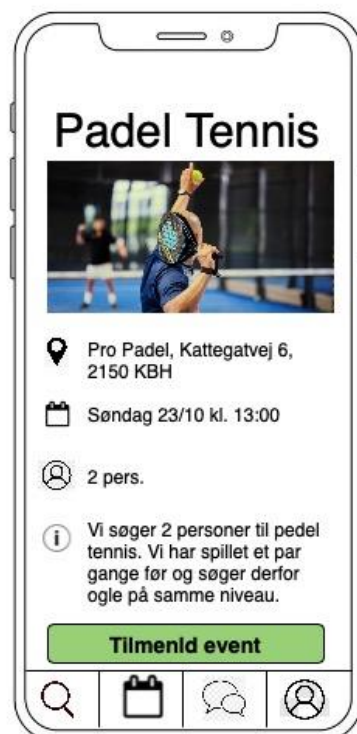 Padel Tennis
Pro Padel, Kattegatvej 6,
2150 KBH
Søndag 23/10 kl. 13:00
2 pers.
Vi søger 2 personer til pedel
tennis. Vi har spillet et par
gange før og søger derfor
ogle på samme niveau.
Tilmenld event